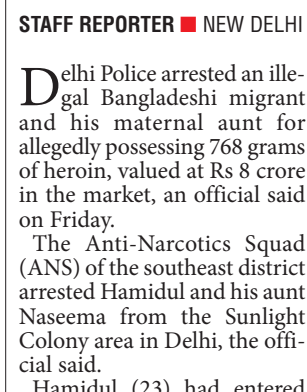 STAFF REPORTER ■ NEW DELHI
Delhi Police arrested an ille-
gal Bangladeshi migrant
and his maternal aunt for
allegedly possessing 768 grams
of heroin, valued at Rs 8 crore
in the market, an official said
on Friday.
The Anti-Narcotics Squad
(ANS) of the southeast district
arrested Hamidul and his aunt
Naseema from the Sunlight
Colony area in Delhi, the offi-
cial said.
Hamidul (23) had entered